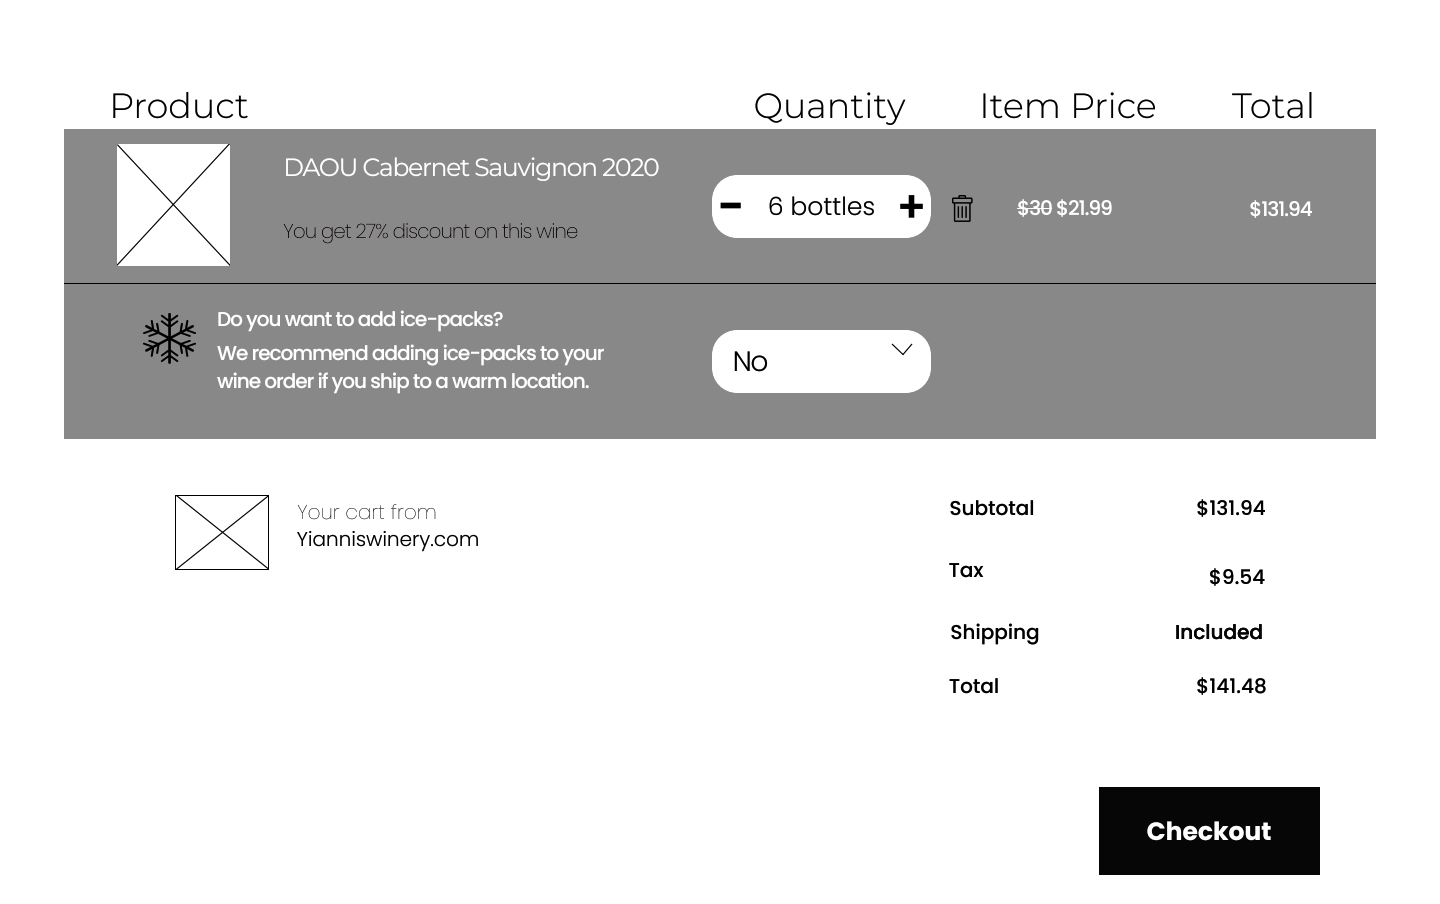 Product Quantity Item Price Total
DAOU Cabernet Sauvignon 2020
You get 27% discount on this wine
6 bottles
$30 $21.99
$131.94
Do you want to add ice-packs?
We recommend adding ice-packs to your
wine order if you ship to a warm location.
No
Your cart from
Yianniswinery.com
Subtotal $131.94
Tax $9.54
Shipping Included
Total $141.48
Checkout